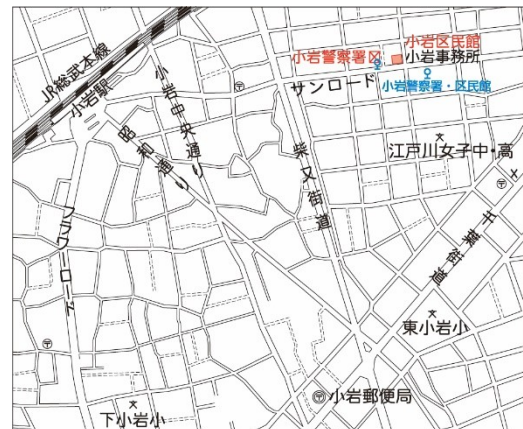 小岩区民館
小岩警察署
小岩事務所
小岩警察署・区民館
サンロード
JR総武本線
小岩駅
小岩中央通り
昭和通り
柴又街道
江戸川女子中・高
千葉街道
フラワーロード
東小岩小
小岩郵便局
下小岩小